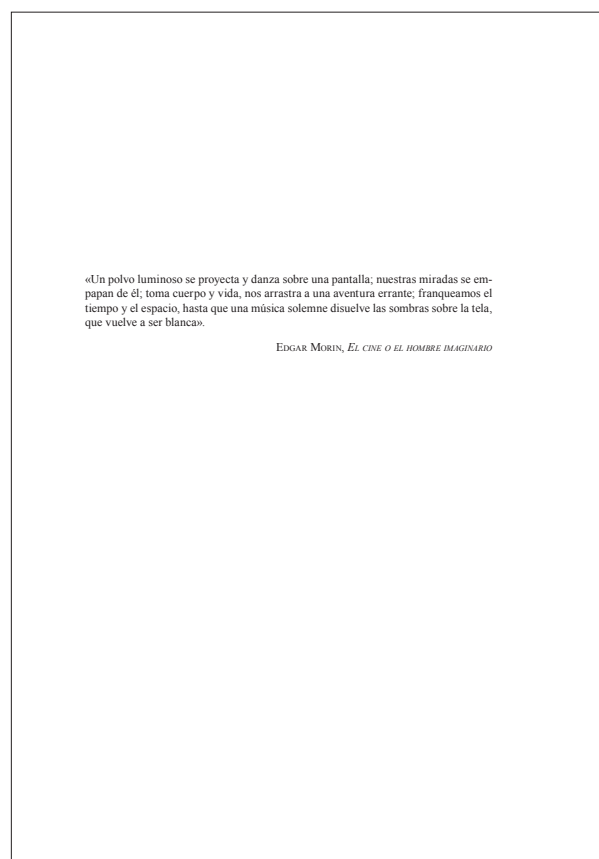 «Un polvo luminoso se proyecta y danza sobre una pantalla; nuestras miradas se em-
papan de él; toma cuerpo y vida, nos arrastra a una aventura errante; franqueamos el
tiempo y el espacio, hasta que una música solemne disuelve las sombras sobre la tela,
que vuelve a ser blanca».
Edgar Morin, El cine o el hombre imaginario